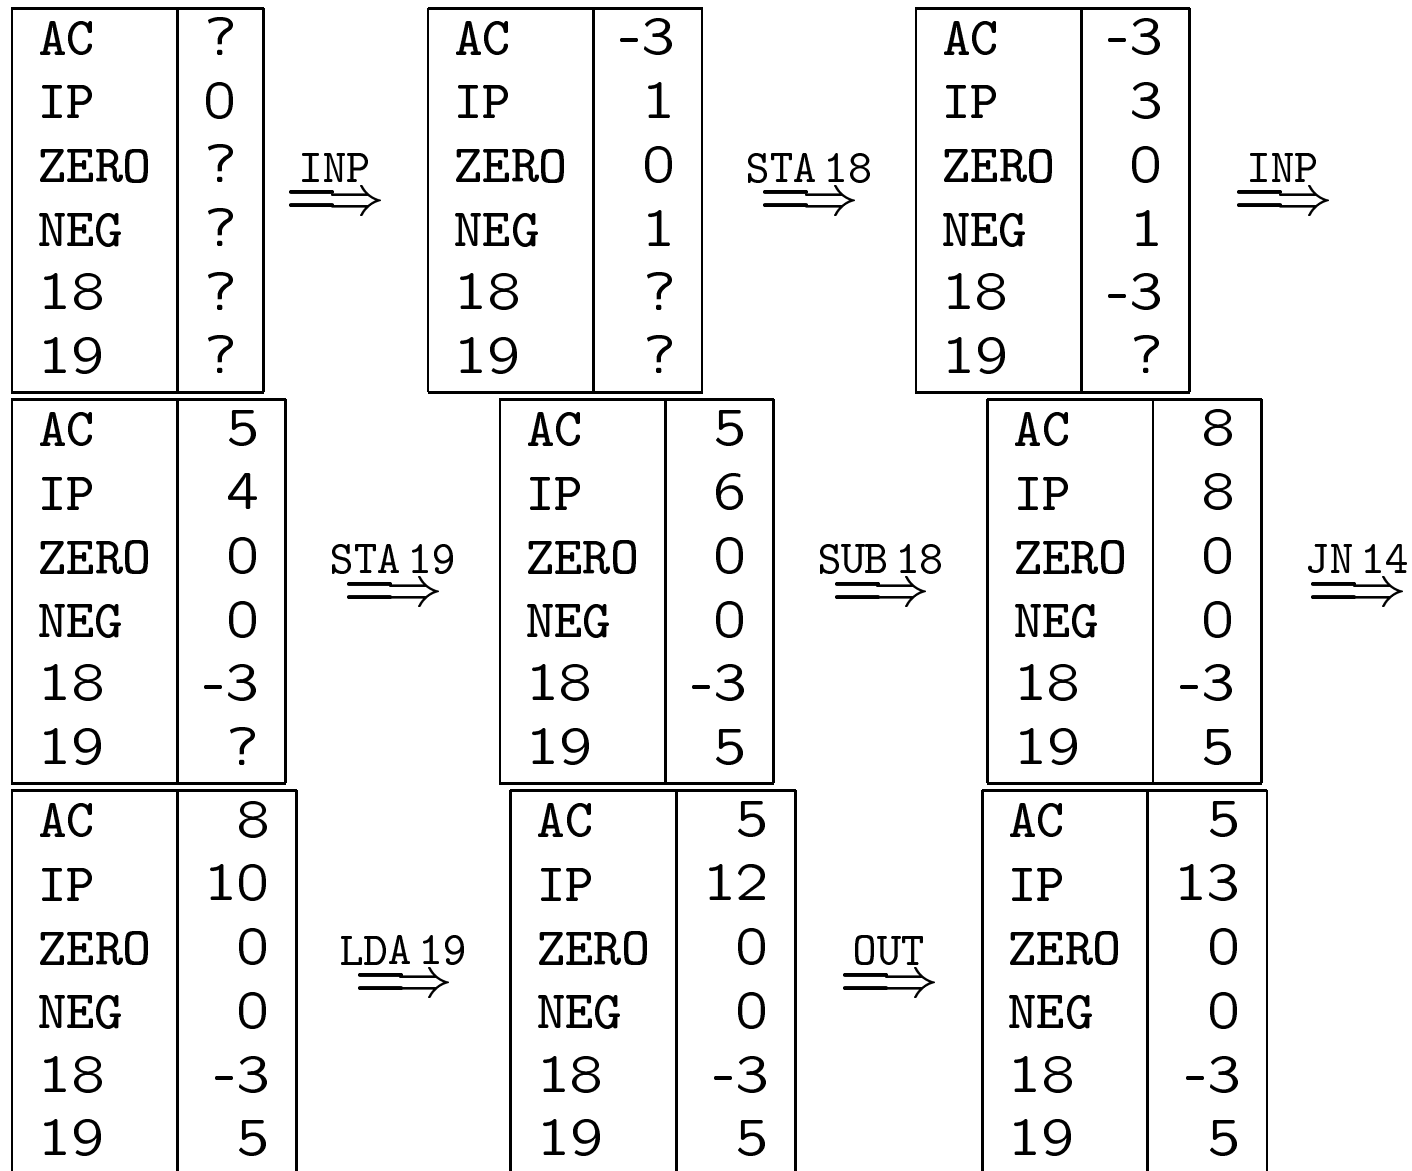 AC ? AC -3 AC -3
IP 0 IP 1 IP 3
ZERO ? INP ZERO 0 STA 18 ZERO 0 INP
NEG ? NEG 1 NEG 1
18 ? 18 ? 18 -3
19 ? 19 ? 19 ?
AC 5 AC 5 AC 8
IP 4 IP 6 IP 8
ZERO 0 STA 19 ZERO 0 SUB 18 ZERO 0 JN 14
NEG 0 NEG 0 NEG 0
18 -3 18 -3 18 -3
19 ? 19 5 19 5
AC 8 AC 5 AC 5
IP 10 IP 12 IP 13
ZERO 0 LDA 19 ZERO 0 OUT ZERO 0
NEG 0 NEG 0 NEG 0
18 -3 18 -3 18 -3
19 5 19 5 19 5